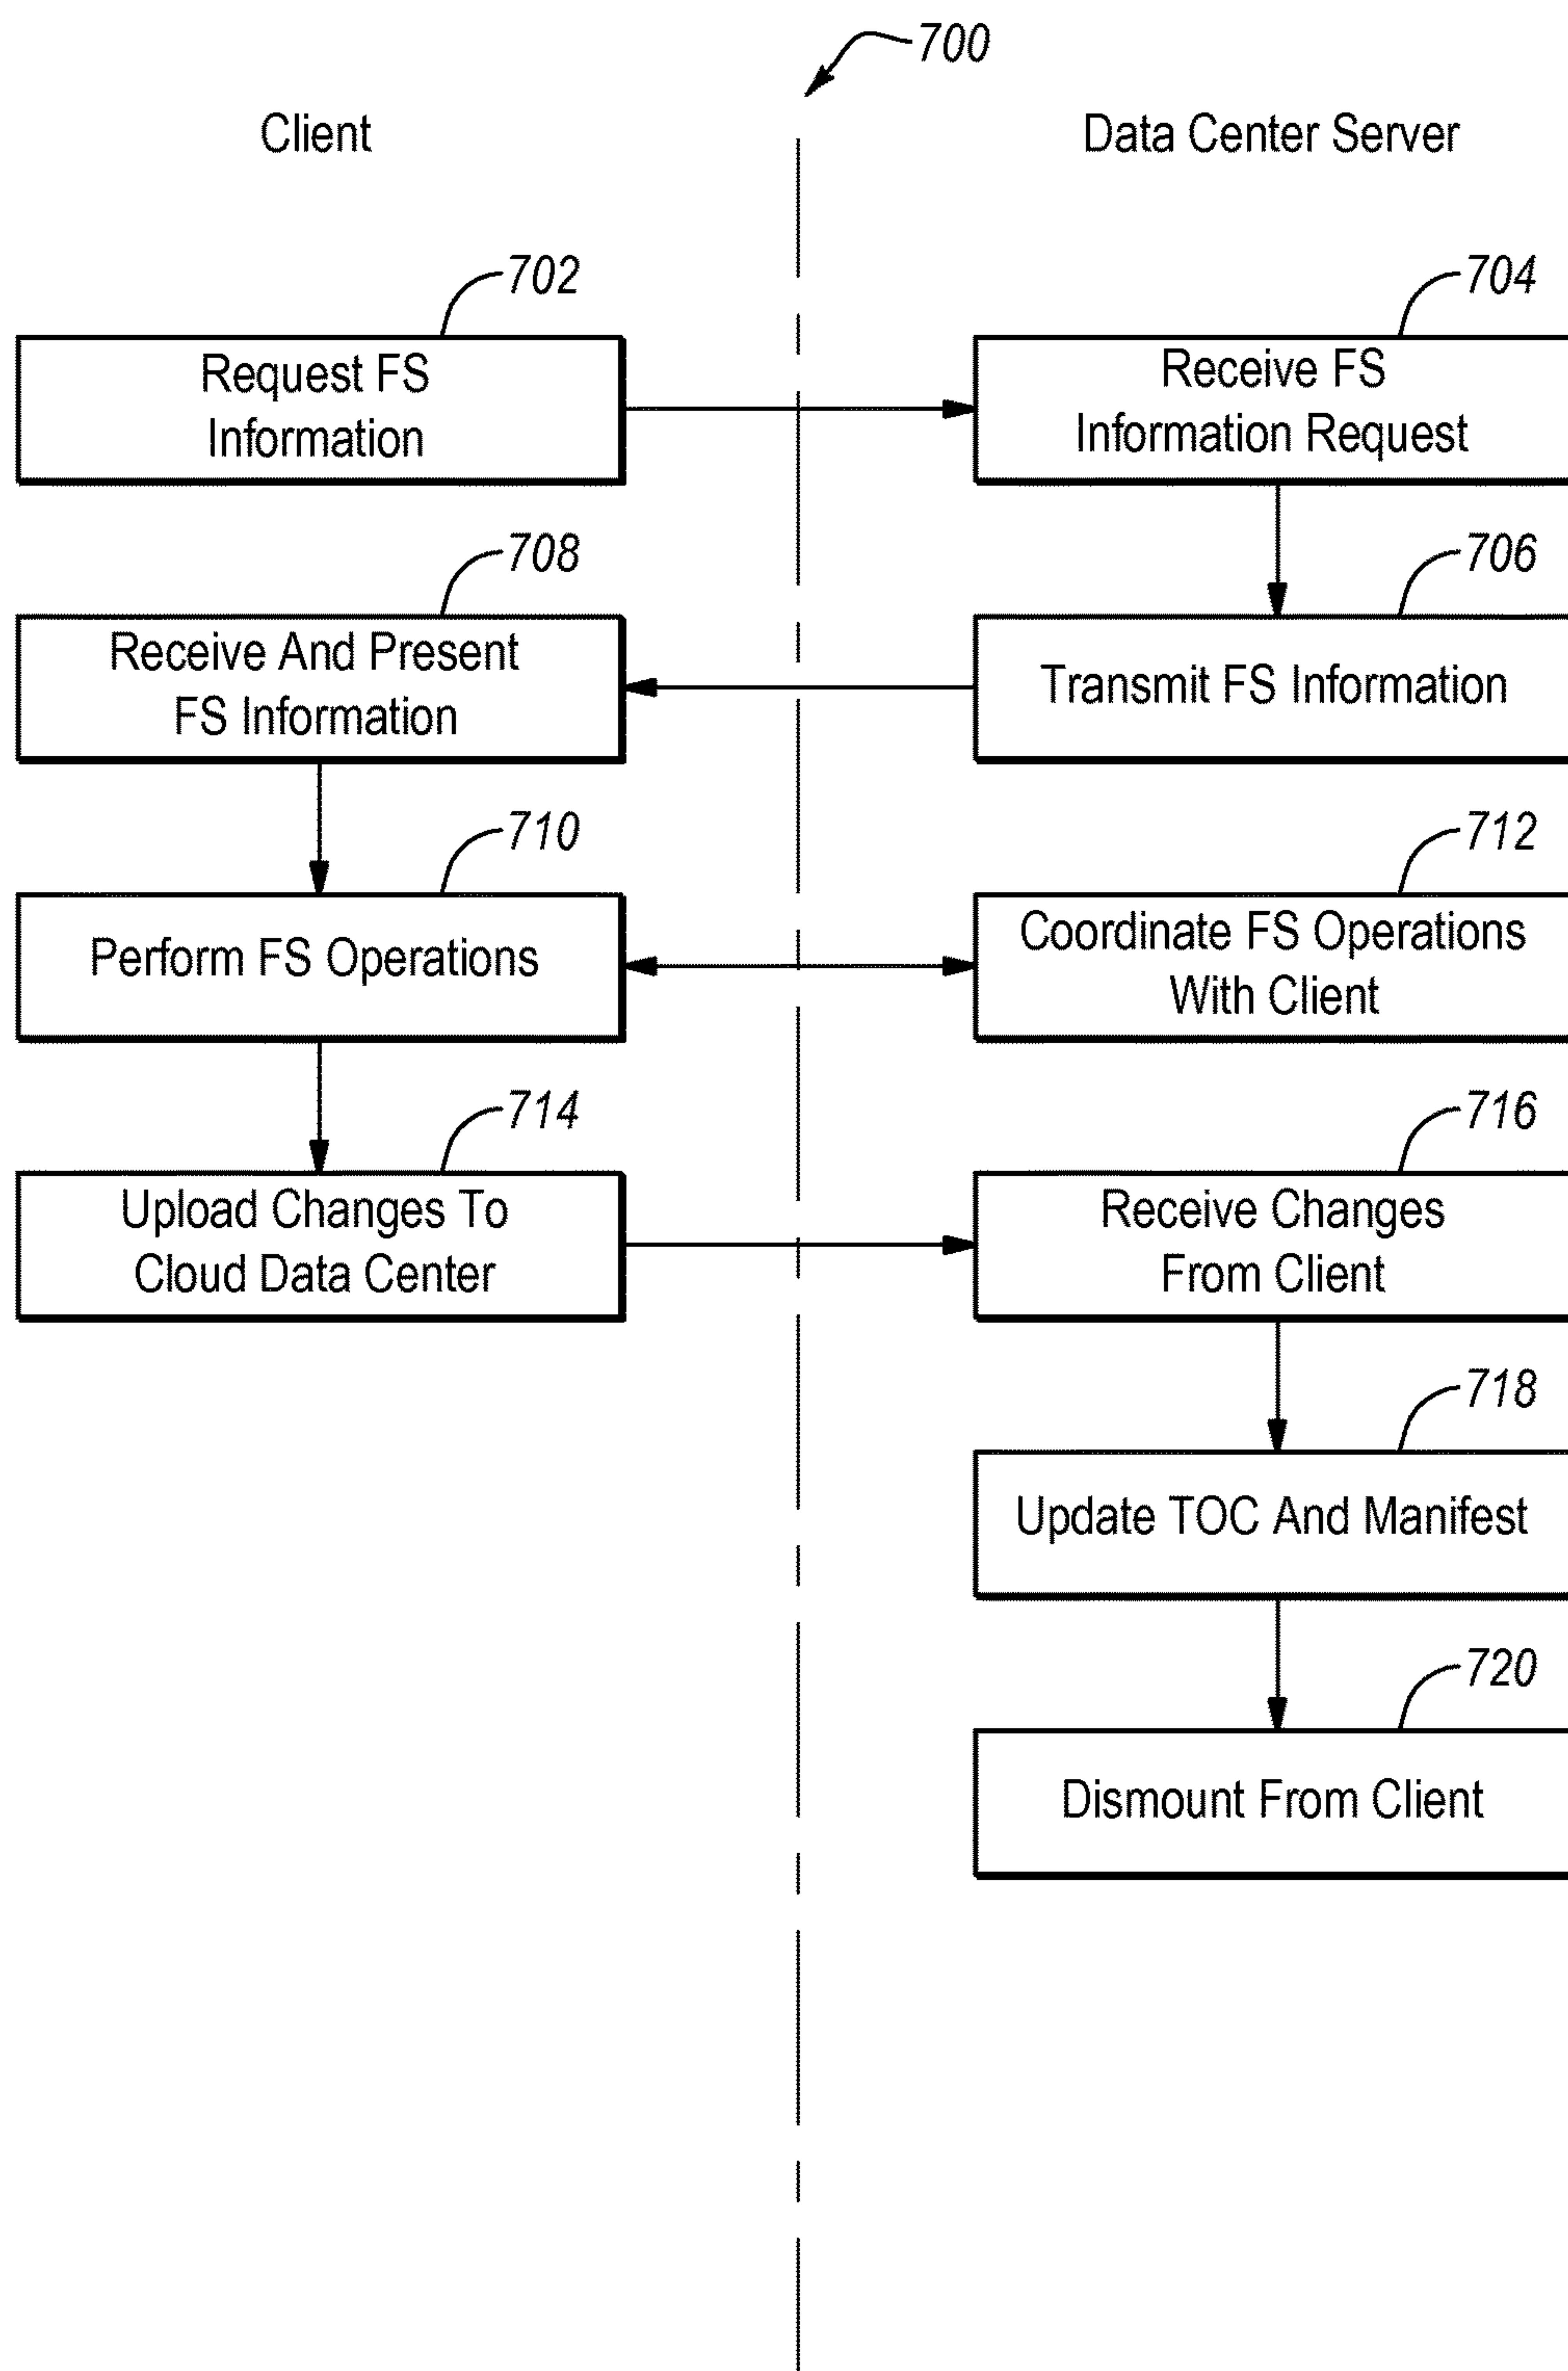 700
Client
Data Center Server
702
Request FS
Information
704
Receive FS
Information Request
706
Transmit FS Information
708
Receive And Present
FS Information
710
Perform FS Operations
712
Coordinate FS Operations
With Client
714
Upload Changes To
Cloud Data Center
716
Receive Changes
From Client
718
Update TOC And Manifest
720
Dismount From Client